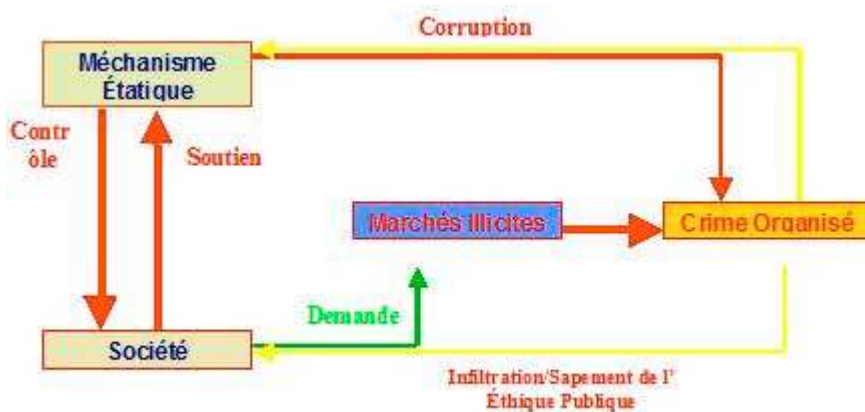 Corruption
Méchanisme
Étatique
Contr
ôle
Soutien
Marchés Illicites
Crime Organisé
Demande
Société
Infiltration/Sapement de l'
Éthique Publique